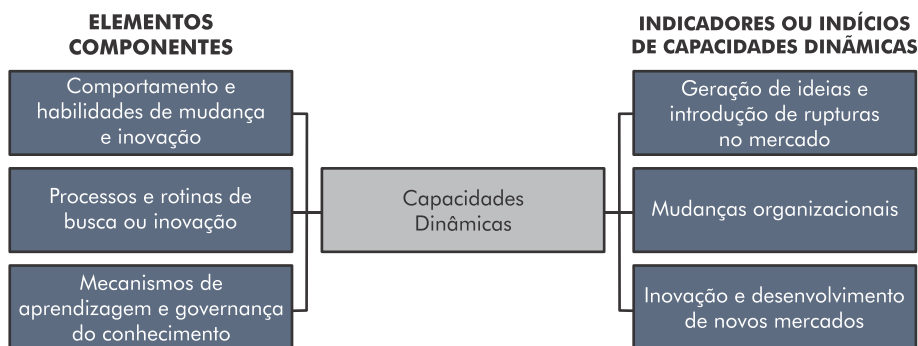 ELEMENTOS
COMPONENTES
Comportamento e
habilidades de mudança
e inovação
Processos e rotinas de
busca ou inovação
Mecanismos de
aprendizagem e governança
do conhecimento
Capacidades
Dinâmicas
INDICADORES OU INDÍCIOS
DE CAPACIDADES DINÂMICAS
Geração de ideias e
introdução de rupturas
no mercado
Mudanças organizacionais
Inovação e desenvolvimento
de novos mercados